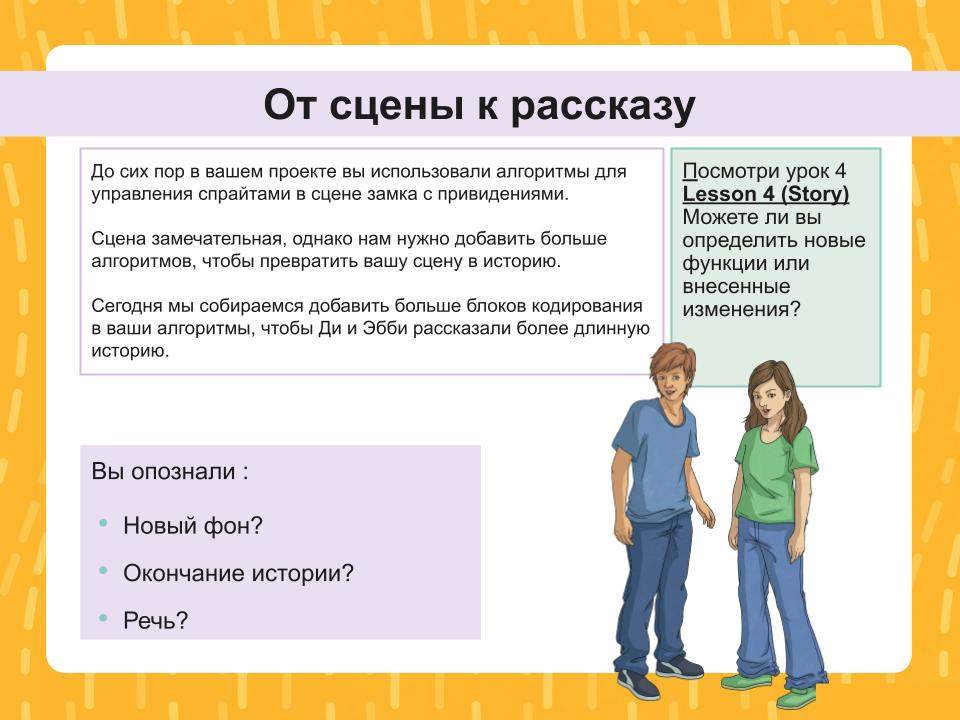 От сцены к рассказу
До сих пор в вашем проекте вы использовали алгоритмы для
управления спрайтами в сцене замка с привидениями.
Сцена замечательная, однако нам нужно добавить больше
алгоритмов, чтобы превратить вашу сцену в историю.
Сегодня мы собираемся добавить больше блоков кодирования
в ваши алгоритмы, чтобы Ди и Эбби рассказали более длинную
историю.
Посмотри урок 4
Lesson 4 (Story)
Можете ли вы
определить новые
функции или
внесенные
изменения?
Вы опознали :
• Новый фон?
• Окончание истории?
• Речь?